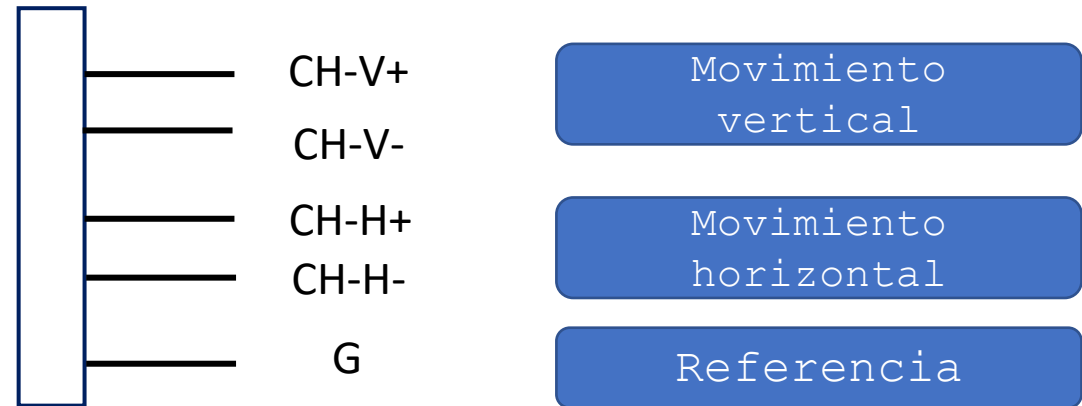 CH-V+
CH-V-
Movimiento
vertical
CH-H+
CH-H-
Movimiento
horizontal
G
Referencia